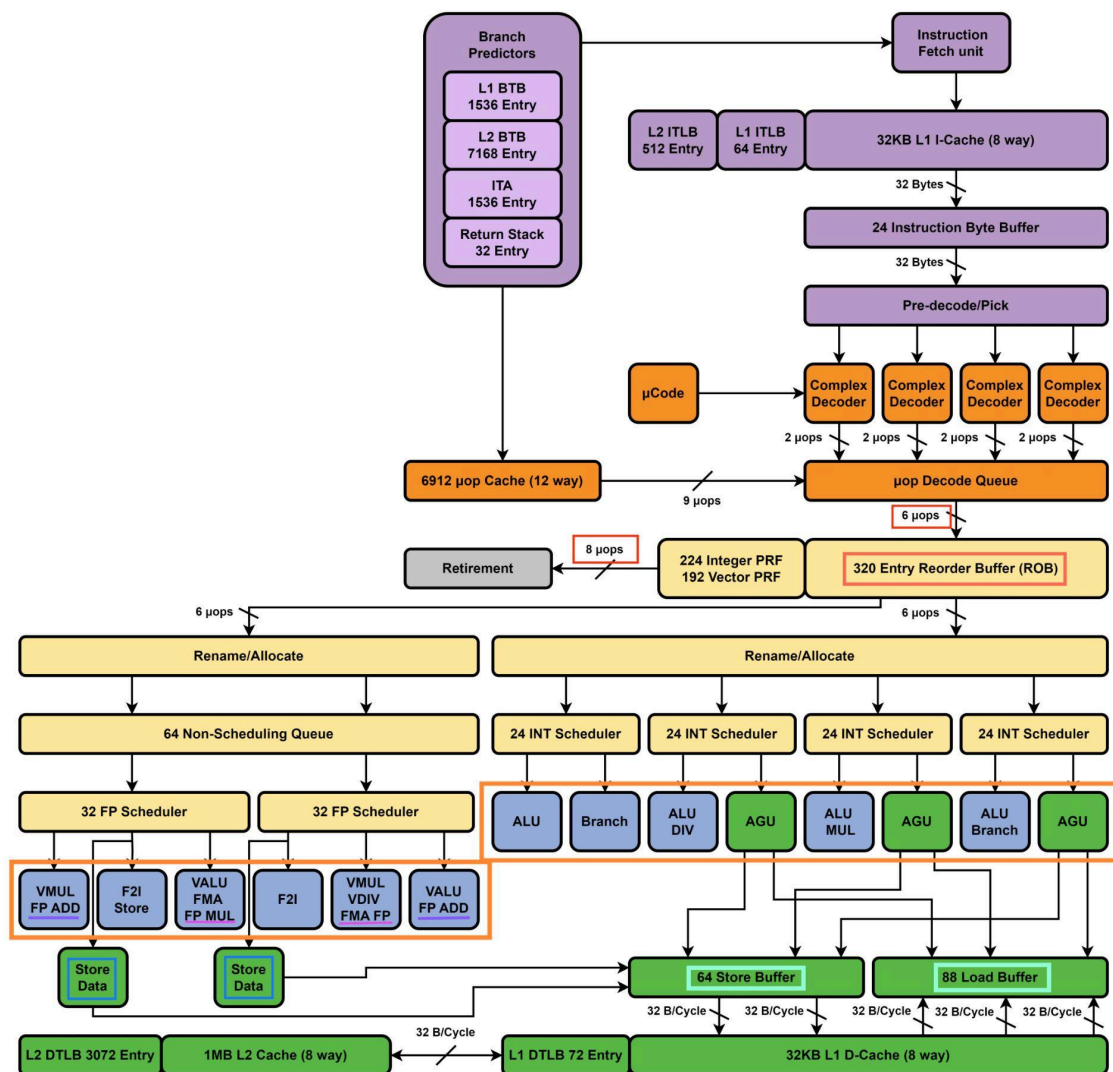 Branch
Predictors
L1 BTB
1536 Entry
L2 BTB
7168 Entry
ITA
1536 Entry
Return Stack
32 Entry
Instruction
Fetch unit
L2 ITLB
512 Entry
L1 ITLB
64 Entry
32KB L1 I-Cache (8 way)
32 Bytes
24 Instruction Byte Buffer
32 Bytes
Pre-decode/Pick
µCode
Complex
Decoder
Complex
Decoder
Complex
Decoder
Complex
Decoder
2 µops
2 µops
2 µops
2 µops
6912 µop Cache (12 way)
9 µops
µop Decode Queue
6 µops
Retirement
8 µops
224 Integer PRF
192 Vector PRF
320 Entry Reorder Buffer (ROB)
6 µops
6 µops
Rename/Allocate
Rename/Allocate
64 Non-Scheduling Queue
24 INT Scheduler
24 INT Scheduler
24 INT Scheduler
24 INT Scheduler
32 FP Scheduler
32 FP Scheduler
ALU
Branch
ALU
DIV
AGU
ALU
MUL
AGU
ALU
Branch
AGU
VMUL
FP ADD
F2I
Store
VALU
FMA
FP MUL
F2I
VMUL
VDIV
FMA FP
VALU
FP ADD
Store
Data
Store
Data
64 Store Buffer
88 Load Buffer
32 B/Cycle
32 B/Cycle
32 B/Cycle
32 B/Cycle
32 B/Cycle
32 B/Cycle
L2 DTLB 3072 Entry
1MB L2 Cache (8 way)
L1 DTLB 72 Entry
32KB L1 D-Cache (8 way)